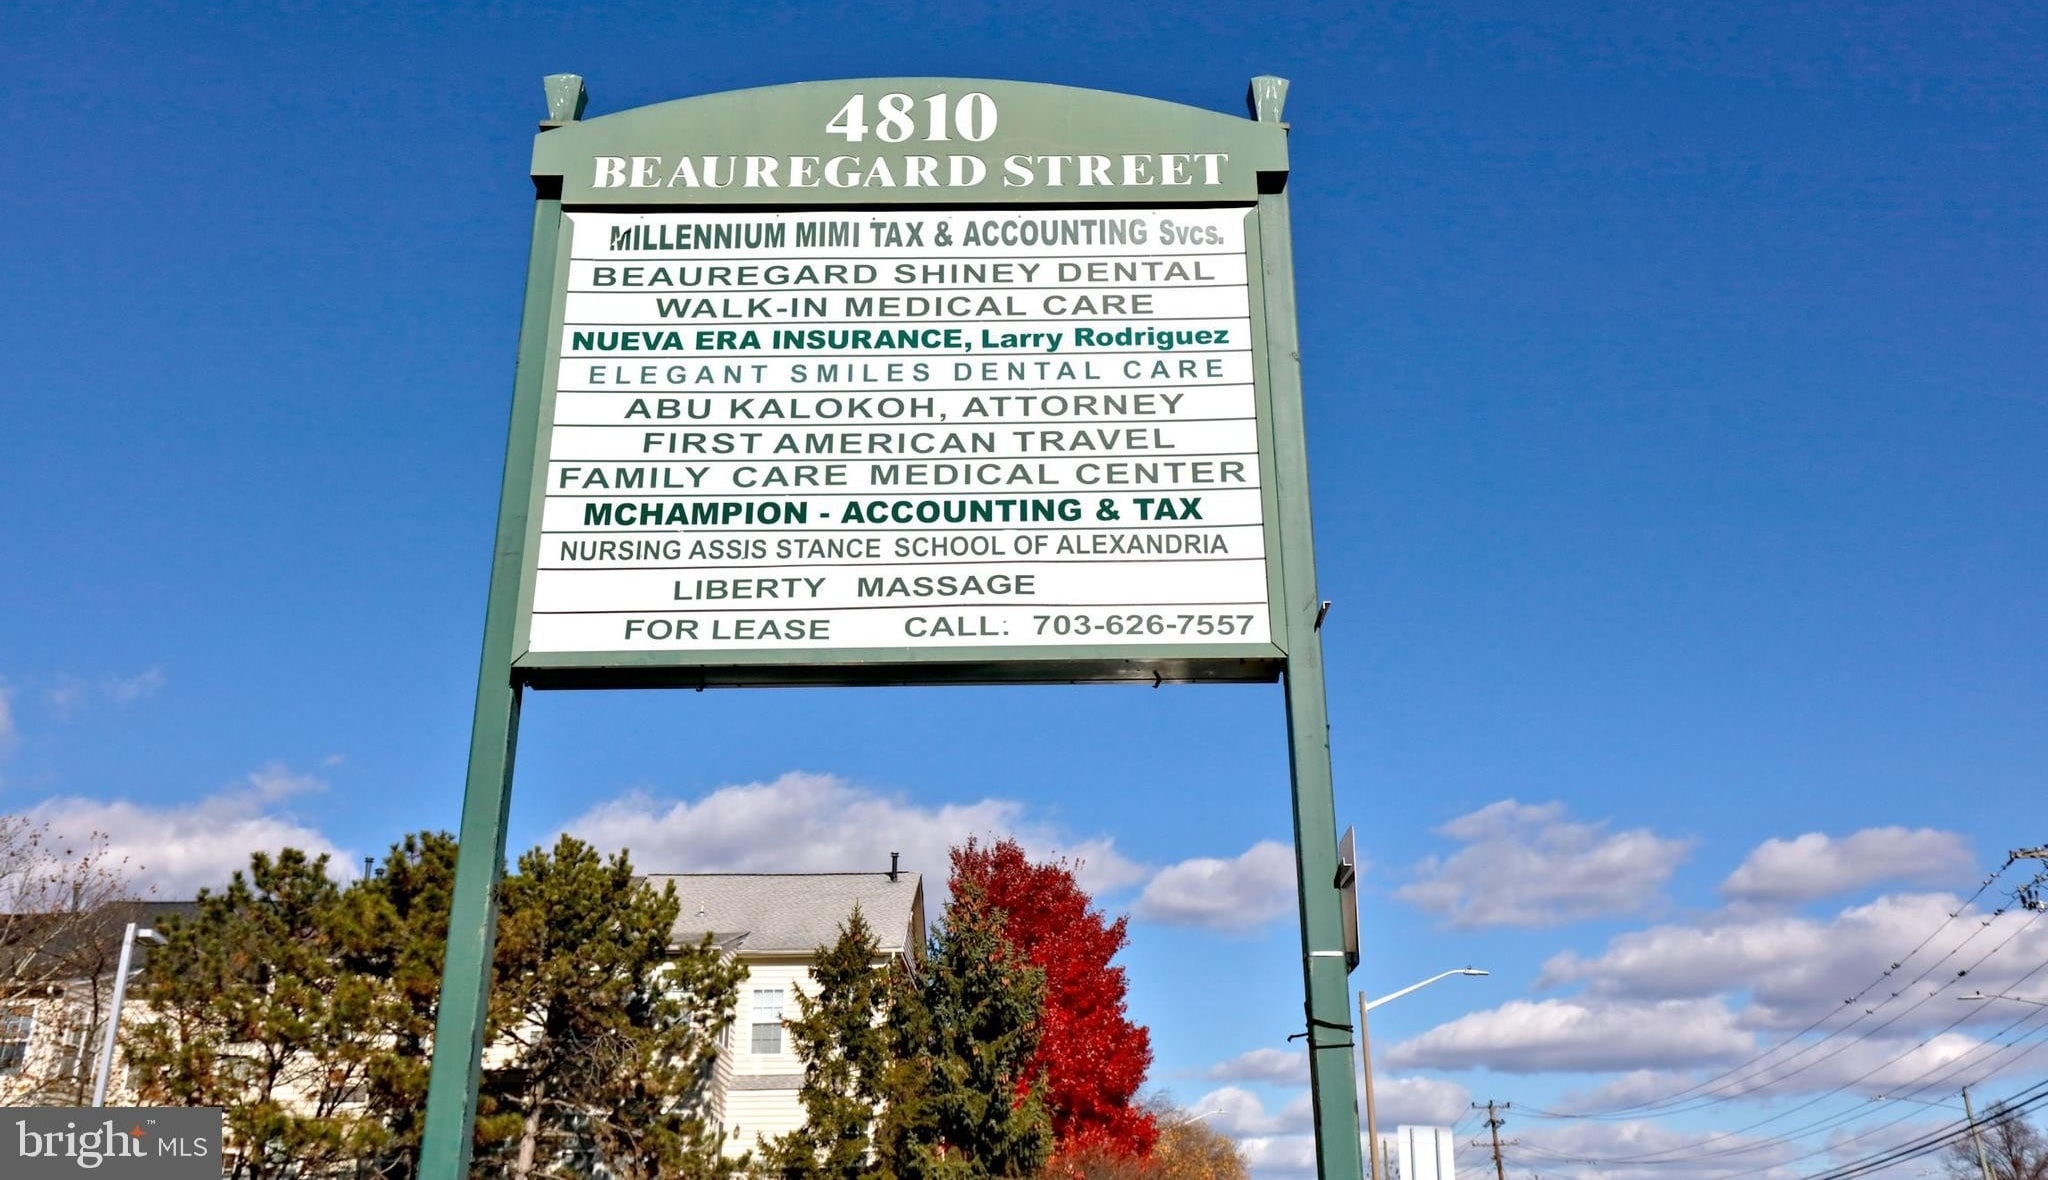 4810
BEAUREGARD STREET
MILLENNIUM MIMI TAX & ACCOUNTING Svcs.
BEAUREGARD SHINEY DENTAL
WALK-IN MEDICAL CARE
NUEVA ERA INSURANCE, Larry Rodriguez
ELEGANT SMILES DENTAL CARE
ABU KALOKOH, ATTORNEY
FIRST AMERICAN TRAVEL
FAMILY CARE MEDICAL CENTER
MCHAMPION - ACCOUNTING & TAX
NURSING ASSIS STANCE SCHOOL OF ALEXANDRIA
LIBERTY MASSAGE
FOR LEASE CALL: 703-626-7557
bright™ MLS